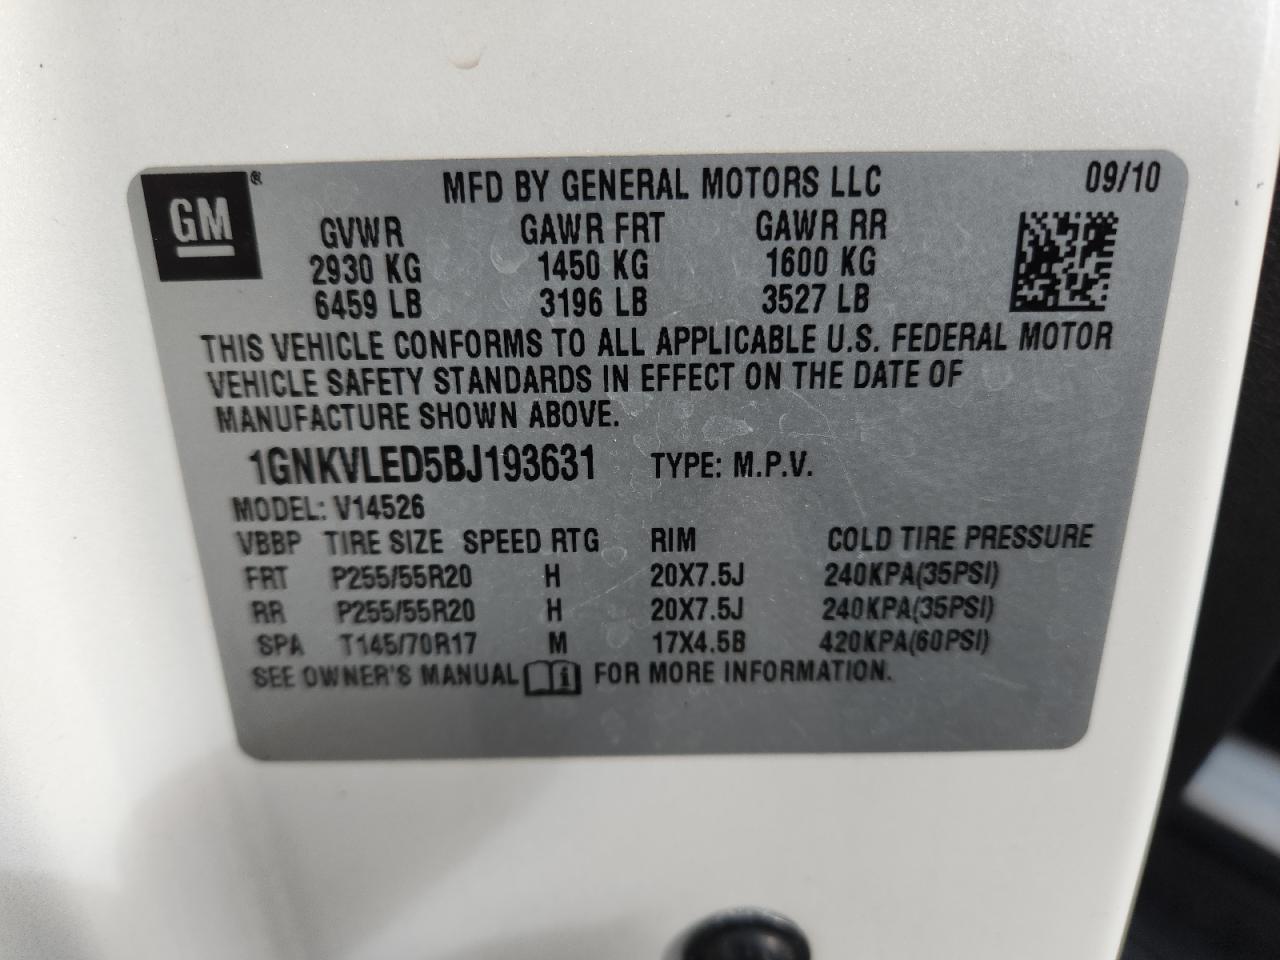 GM®
MFD BY GENERAL MOTORS LLC 09/10
GVWR GAWR FRT GAWR RR
2930 KG 1450 KG 1600 KG
6459 LB 3196 LB 3527 LB
THIS VEHICLE CONFORMS TO ALL APPLICABLE U.S. FEDERAL MOTOR
VEHICLE SAFETY STANDARDS IN EFFECT ON THE DATE OF
MANUFACTURE SHOWN ABOVE.
1GNKVLED5BJ193631 TYPE: M.P.V.
MODEL: V14526
VBBP TIRE SIZE SPEED RTG RIM COLD TIRE PRESSURE
FRT P255/55R20 H 20X7.5J 240KPA(35PSI)
RR P255/55R20 H 20X7.5J 240KPA(35PSI)
SPA T145/70R17 M 17X4.5B 420KPA(60PSI)
SEE OWNER'S MANUAL FOR MORE INFORMATION.